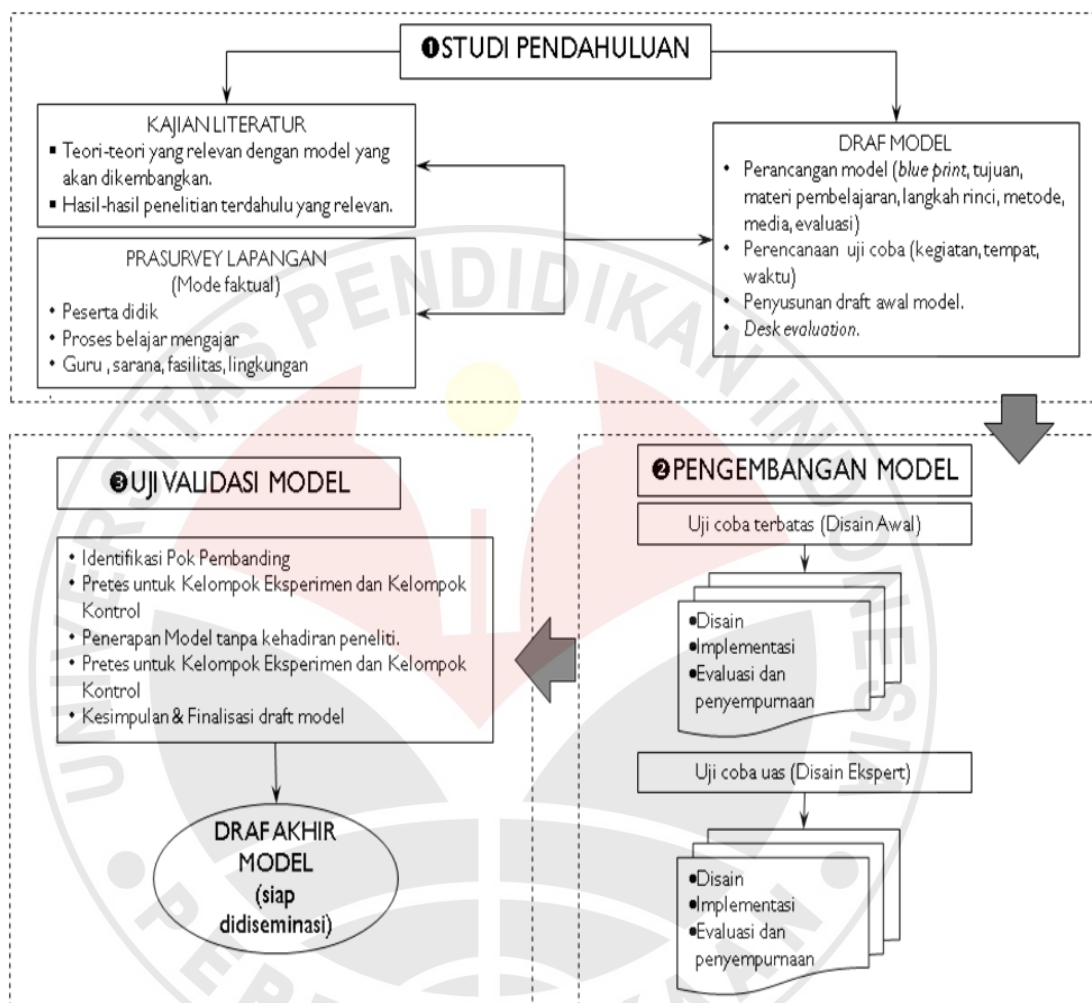 ❶STUDI PENDAHULUAN
KAJIAN LITERATUR
▪ Teori-teori yang relevan dengan model yang
akan dikembangkan.
▪ Hasil-hasil penelitian terdahulu yang relevan.
PRASURVEY LAPANGAN
(Mode faktual)
• Peserta didik
• Proses belajar mengajar
• Guru , sarana, fasilitas, lingkungan
DRAF MODEL
• Perancangan model (blue print, tujuan,
materi pembelajaran, langkah rinci, metode,
media, evaluasi)
• Perencanaan uji coba (kegiatan, tempat,
waktu)
• Penyusunan draft awal model.
• Desk evaluation.
❷PENGEMBANGAN MODEL
Uji coba terbatas (Disain Awal)
•Disain
•Implementasi
•Evaluasi dan
penyempurnaan
Uji coba uas (Disain Ekspert)
•Disain
•Implementasi
•Evaluasi dan
penyempurnaan
❸UJI VALIDASI MODEL
• Identifikasi Pok Pembanding
• Pretes untuk Kelompok Eksperimen dan Kelompok
Kontrol
• Penerapan Model tanpa kehadiran peneliti.
• Pretes untuk Kelompok Eksperimen dan Kelompok
Kontrol
• Kesimpulan & Finalisasi draft model
DRAF AKHIR
MODEL
(siap
didiseminasi)
UNIVERSITAS PENDIDIKAN INDONESIA